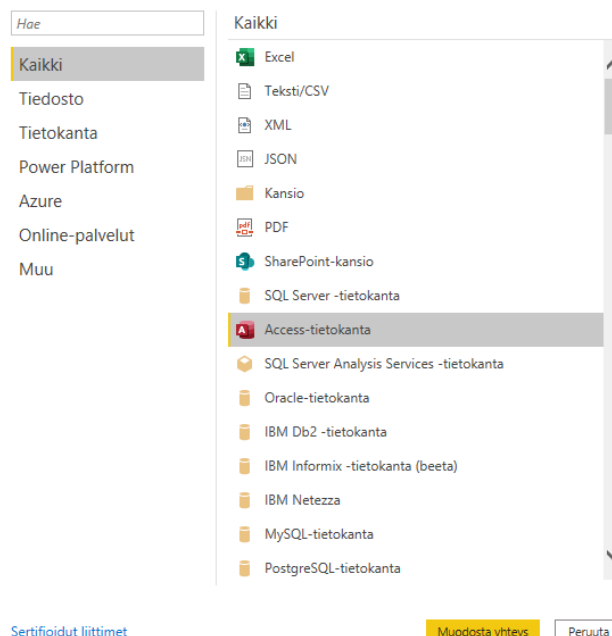 Hae
Kaikki
Tiedosto
Tietokanta
Power Platform
Azure
Online-palvelut
Muu
Kaikki
Excel
Teksti/CSV
XML
JSON
Kansio
PDF
SharePoint-kansio
SQL Server -tietokanta
Access-tietokanta
SQL Server Analysis Services -tietokanta
Oracle-tietokanta
IBM Db2 -tietokanta
IBM Informix -tietokanta (beeta)
IBM Netezza
MySQL-tietokanta
PostgreSQL-tietokanta
Sertifioidut liittimet
Muodosta yhteys
Peruuta